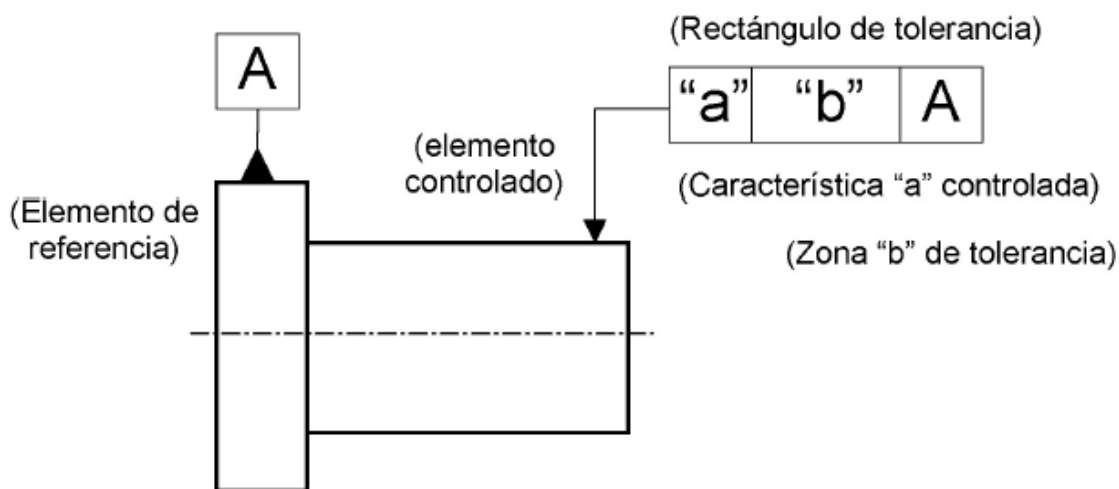 A
(Rectángulo de tolerancia)
“a” “b” A
(elemento
controlado)
(Característica “a” controlada)
(Elemento de
referencia)
(Zona “b” de tolerancia)